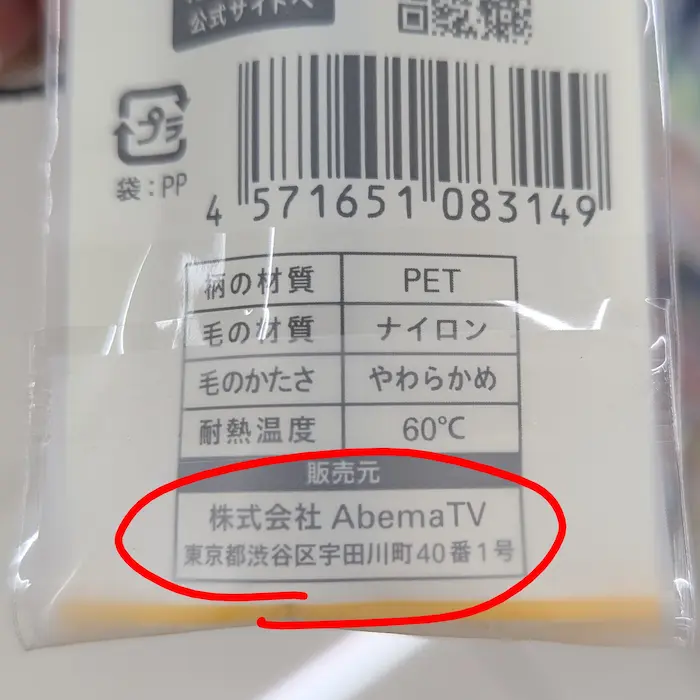 公式サイトへ
プラ
袋：PP
4 571651 083149
柄の材質 PET
毛の材質 ナイロン
毛のかたさ やわらかめ
耐熱温度 60℃
販売元
株式会社 AbemaTV
東京都渋谷区宇田川町40番1号